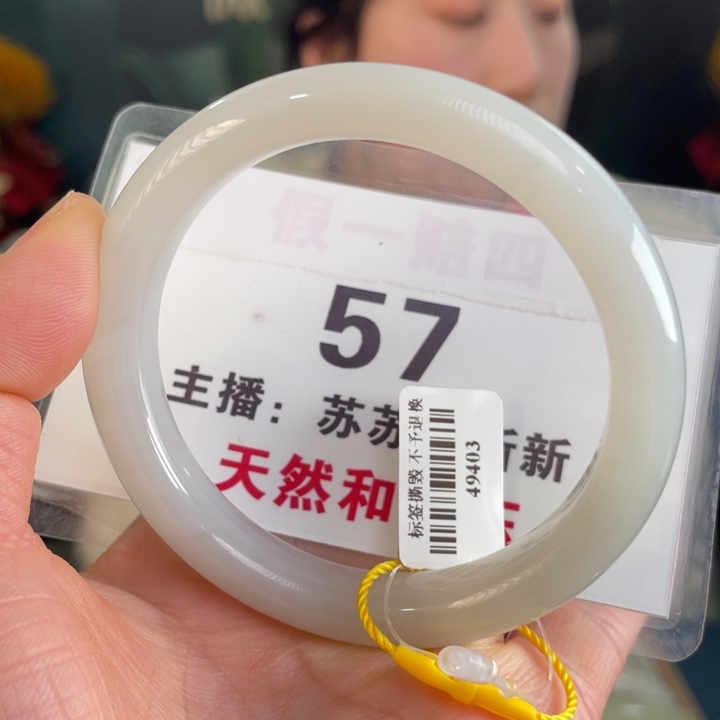 假一赔四
57
主播：苏苏 新
天然和
标签撕毁 不予退换
49403